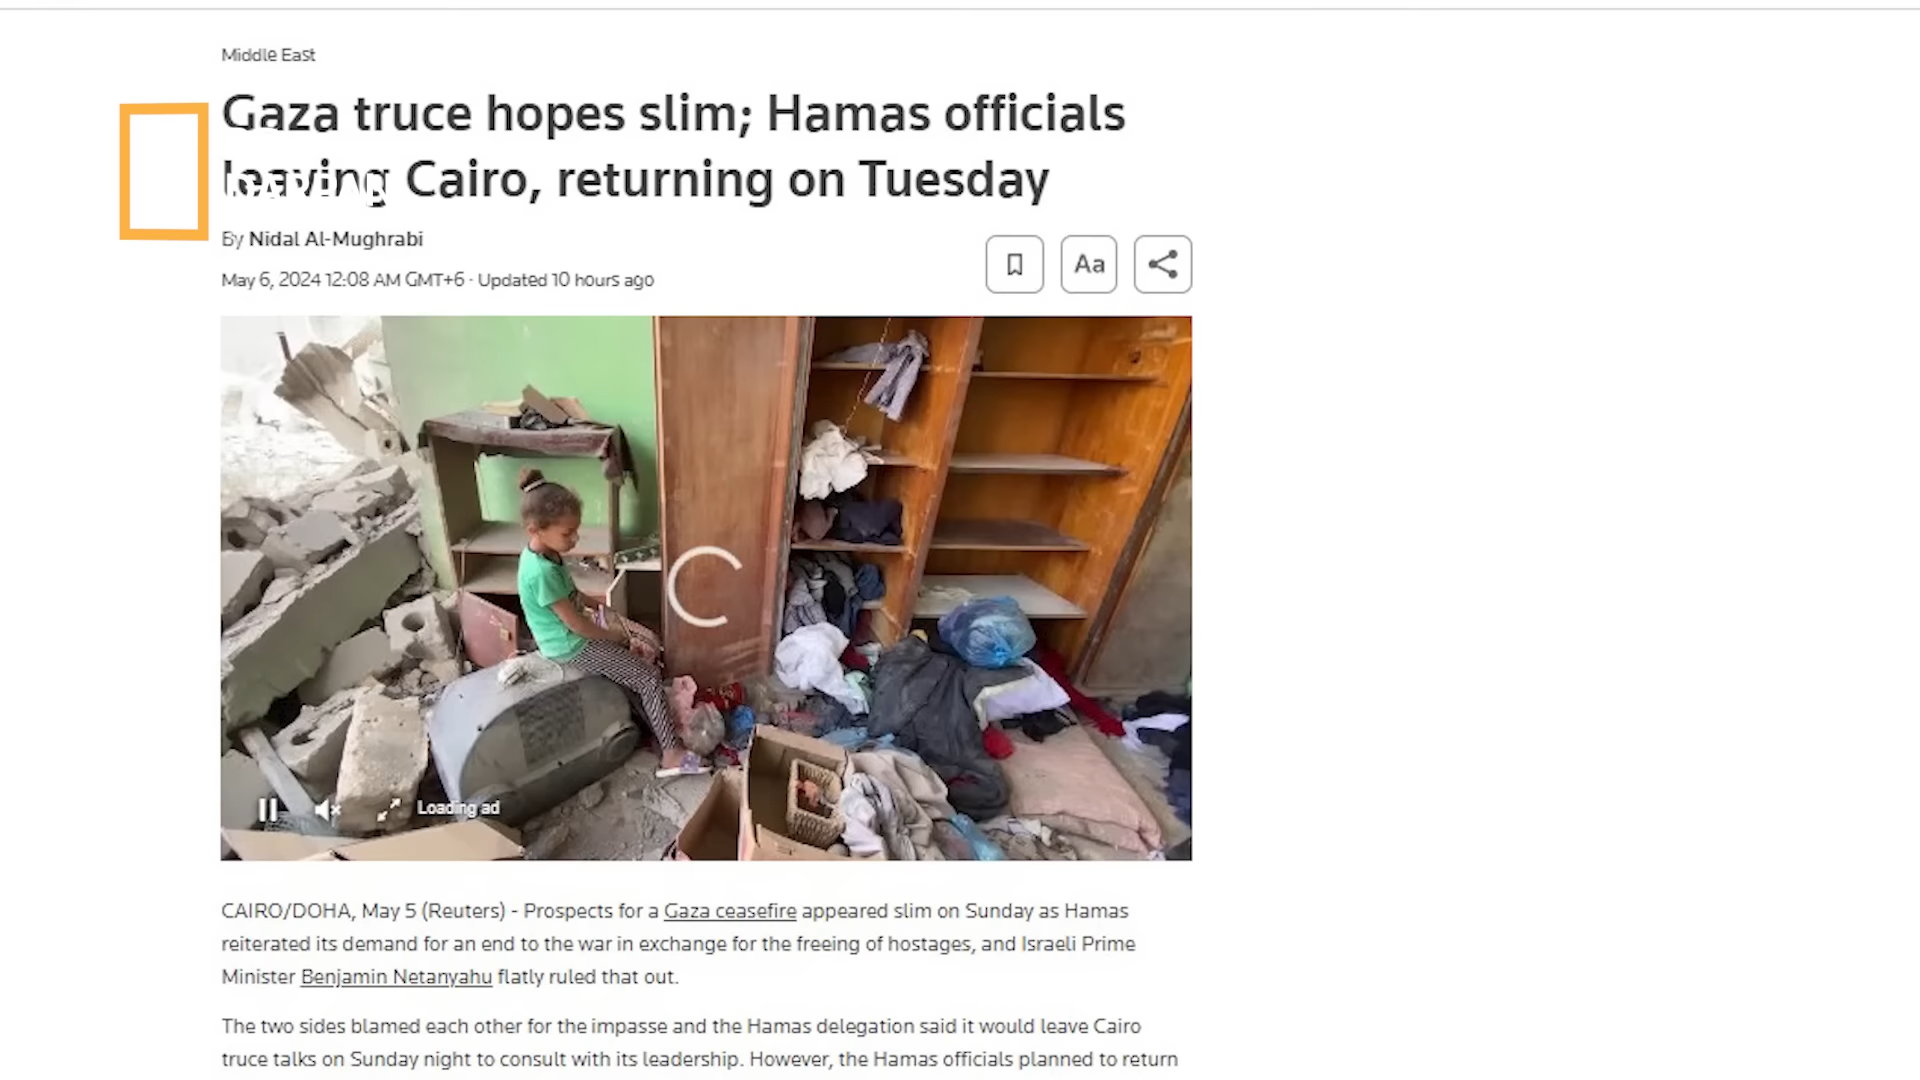 Middle East
Gaza truce hopes slim; Hamas officials
leaving Cairo, returning on Tuesday
By Nidal Al-Mughrabi
May 6, 2024 12:08 AM GMT+6 · Updated 10 hours ago
Aa
Loading ad
CAIRO/DOHA, May 5 (Reuters) - Prospects for a Gaza ceasefire appeared slim on Sunday as Hamas
reiterated its demand for an end to the war in exchange for the freeing of hostages, and Israeli Prime
Minister Benjamin Netanyahu flatly ruled that out.
The two sides blamed each other for the impasse and the Hamas delegation said it would leave Cairo
truce talks on Sunday night to consult with its leadership. However, the Hamas officials planned to return